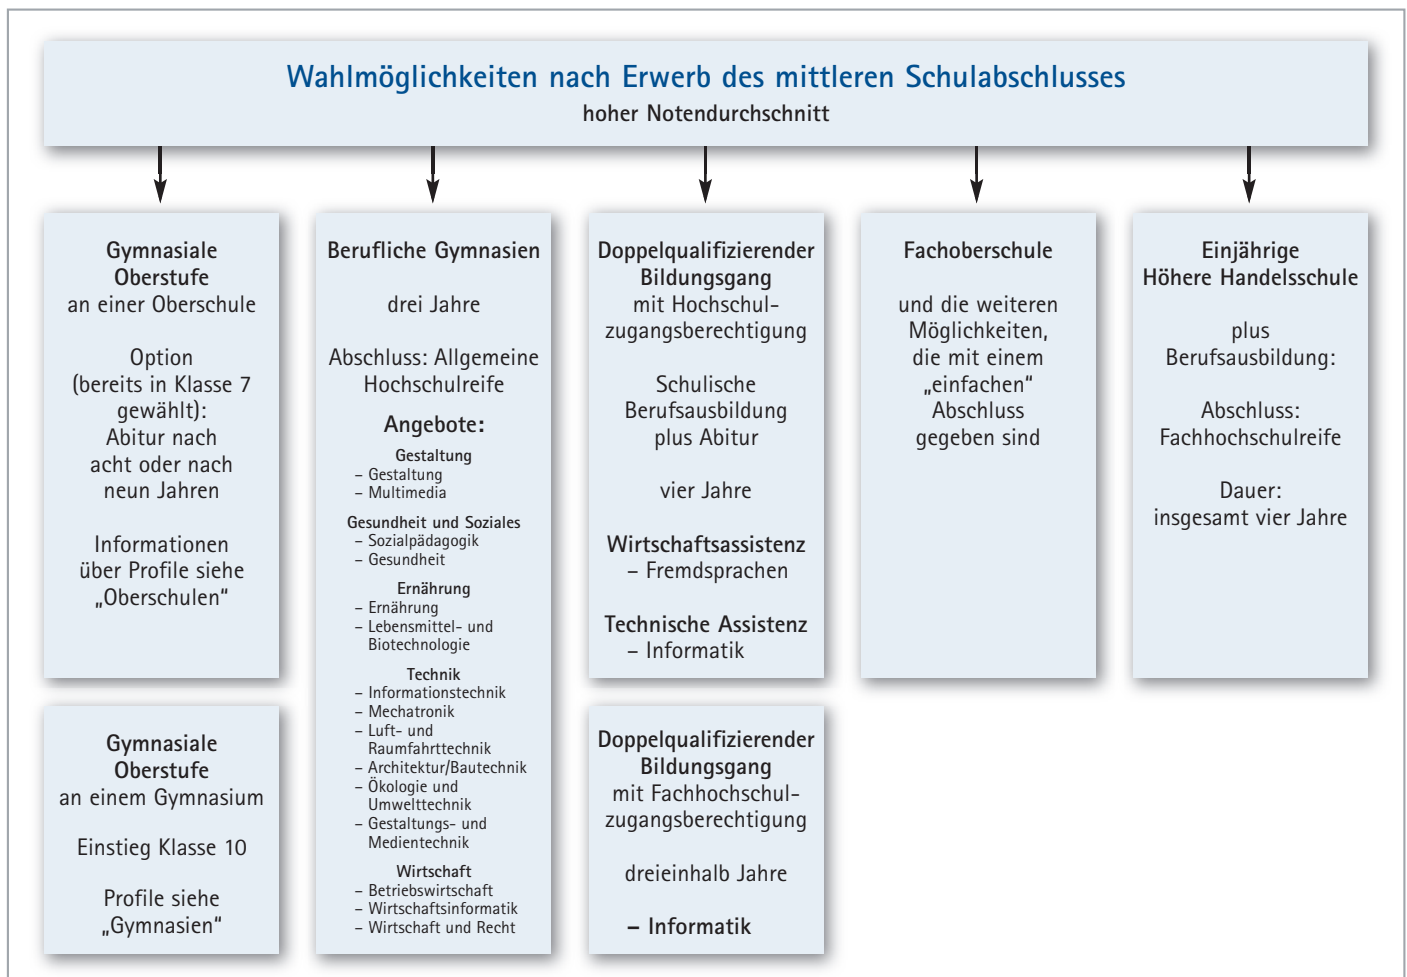 Wahlmöglichkeiten nach Erwerb des mittleren Schulabschlusses
hoher Notendurchschnitt
Gymnasiale
Oberstufe
an einer Oberschule
Option
(bereits in Klasse 7
gewählt):
Abitur nach
acht oder nach
neun Jahren
Informationen
über Profile siehe
„Oberschulen“
Gymnasiale
Oberstufe
an einem Gymnasium
Einstieg Klasse 10
Profile siehe
„Gymnasien“
Berufliche Gymnasien
drei Jahre
Abschluss: Allgemeine
Hochschulreife
Angebote:
Gestaltung
– Gestaltung
– Multimedia
Gesundheit und Soziales
– Sozialpädagogik
– Gesundheit
Ernährung
– Ernährung
– Lebensmittel- und
Biotechnologie
Technik
– Informationstechnik
– Mechatronik
– Luft- und
Raumfahrttechnik
– Architektur/Bautechnik
– Ökologie und
Umwelttechnik
– Gestaltungs- und
Medientechnik
Wirtschaft
– Betriebswirtschaft
– Wirtschaftsinformatik
– Wirtschaft und Recht
Doppelqualifizierender
Bildungsgang
mit Hochschul-
zugangsberechtigung
Schulische
Berufsausbildung
plus Abitur
vier Jahre
Wirtschaftsassistenz
– Fremdsprachen
Technische Assistenz
– Informatik
Doppelqualifizierender
Bildungsgang
mit Fachhochschul-
zugangsberechtigung
dreieinhalb Jahre
– Informatik
Fachoberschule
und die weiteren
Möglichkeiten,
die mit einem
„einfachen“
Abschluss
gegeben sind
Einjährige
Höhere Handelsschule
plus
Berufsausbildung:
Abschluss:
Fachhochschulreife
Dauer:
insgesamt vier Jahre